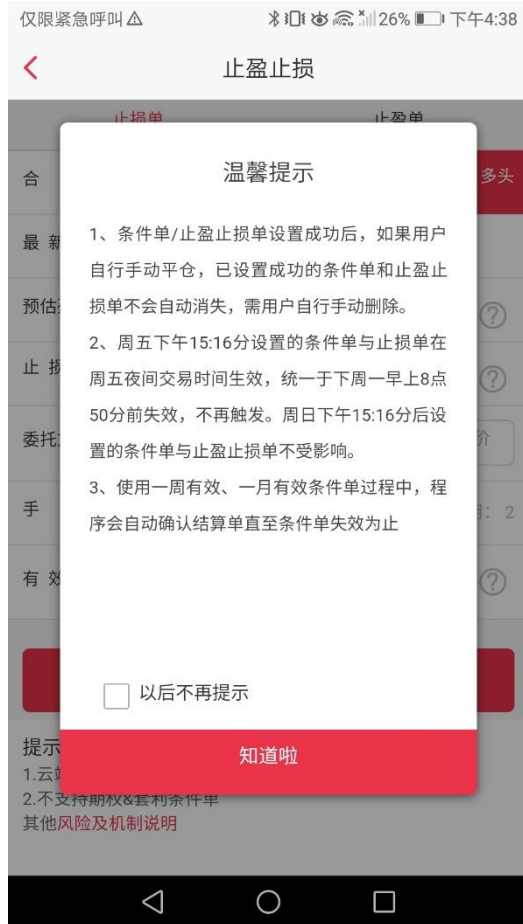 仅限紧急呼叫
26%
下午4:38
止盈止损
止损单
止盈单
合
多头
温馨提示
1、条件单/止盈止损单设置成功后，如果用户
自行手动平仓，已设置成功的条件单和止盈止
损单不会自动消失，需用户自行手动删除。
2、周五下午15:16分设置的条件单与止损单在
周五夜间交易时间生效，统一于下周一早上8点
50分前失效，不再触发。周日下午15:16分后设
置的条件单与止盈止损单不受影响。
3、使用一周有效、一月有效条件单过程中，程
序会自动确认结算单直至条件单失效为止
最 新
预估
止 损
委托
价
手
2
有 效
以后不再提示
知道啦
提示
1.云
2.不支持期权&套利条件单
其他风险及机制说明